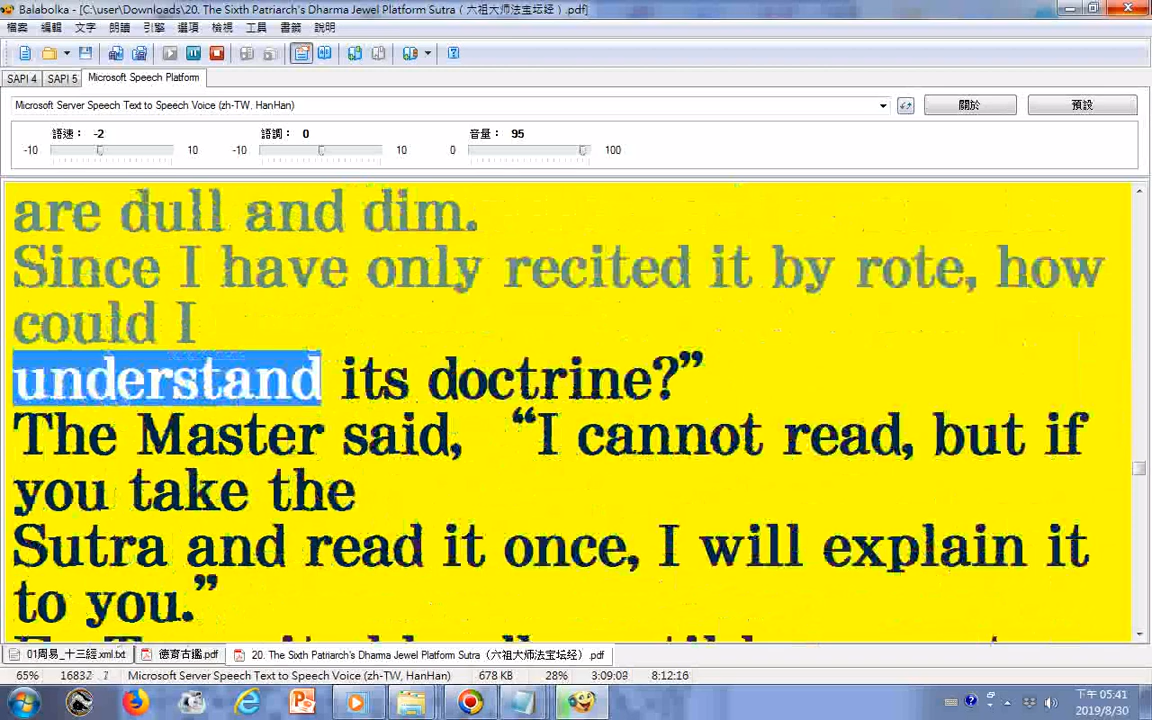 Balabolka - [C:\user\Downloads\20. The Sixth Patriarch's Dharma Jewel Platform Sutra（六祖大师法宝坛经）.pdf]
檔案 編輯 文字 朗讀 引擎 選項 檢視 工具 書籤 說明
SAPI 4 SAPI 5 Microsoft Speech Platform
Microsoft Server Speech Text to Speech Voice (zh-TW, HanHan) 關於 預設
語速： -2 語調： 0 音量： 95
-10 10 -10 10 0 100
are dull and dim.
Since I have only recited it by rote, how
could I
understand its doctrine?”
The Master said, “I cannot read, but if
you take the
Sutra and read it once, I will explain it
to you.”
01周易_十三經.xml.txt 德育古鑑.pdf 20. The Sixth Patriarch's Dharma Jewel Platform Sutra（六祖大师法宝坛经）.pdf
65% Microsoft Server Speech Text to Speech Voice (zh-TW, HanHan) 678 KB 28% 3:09:08 8:12:16
下午 05:41
2019/8/30